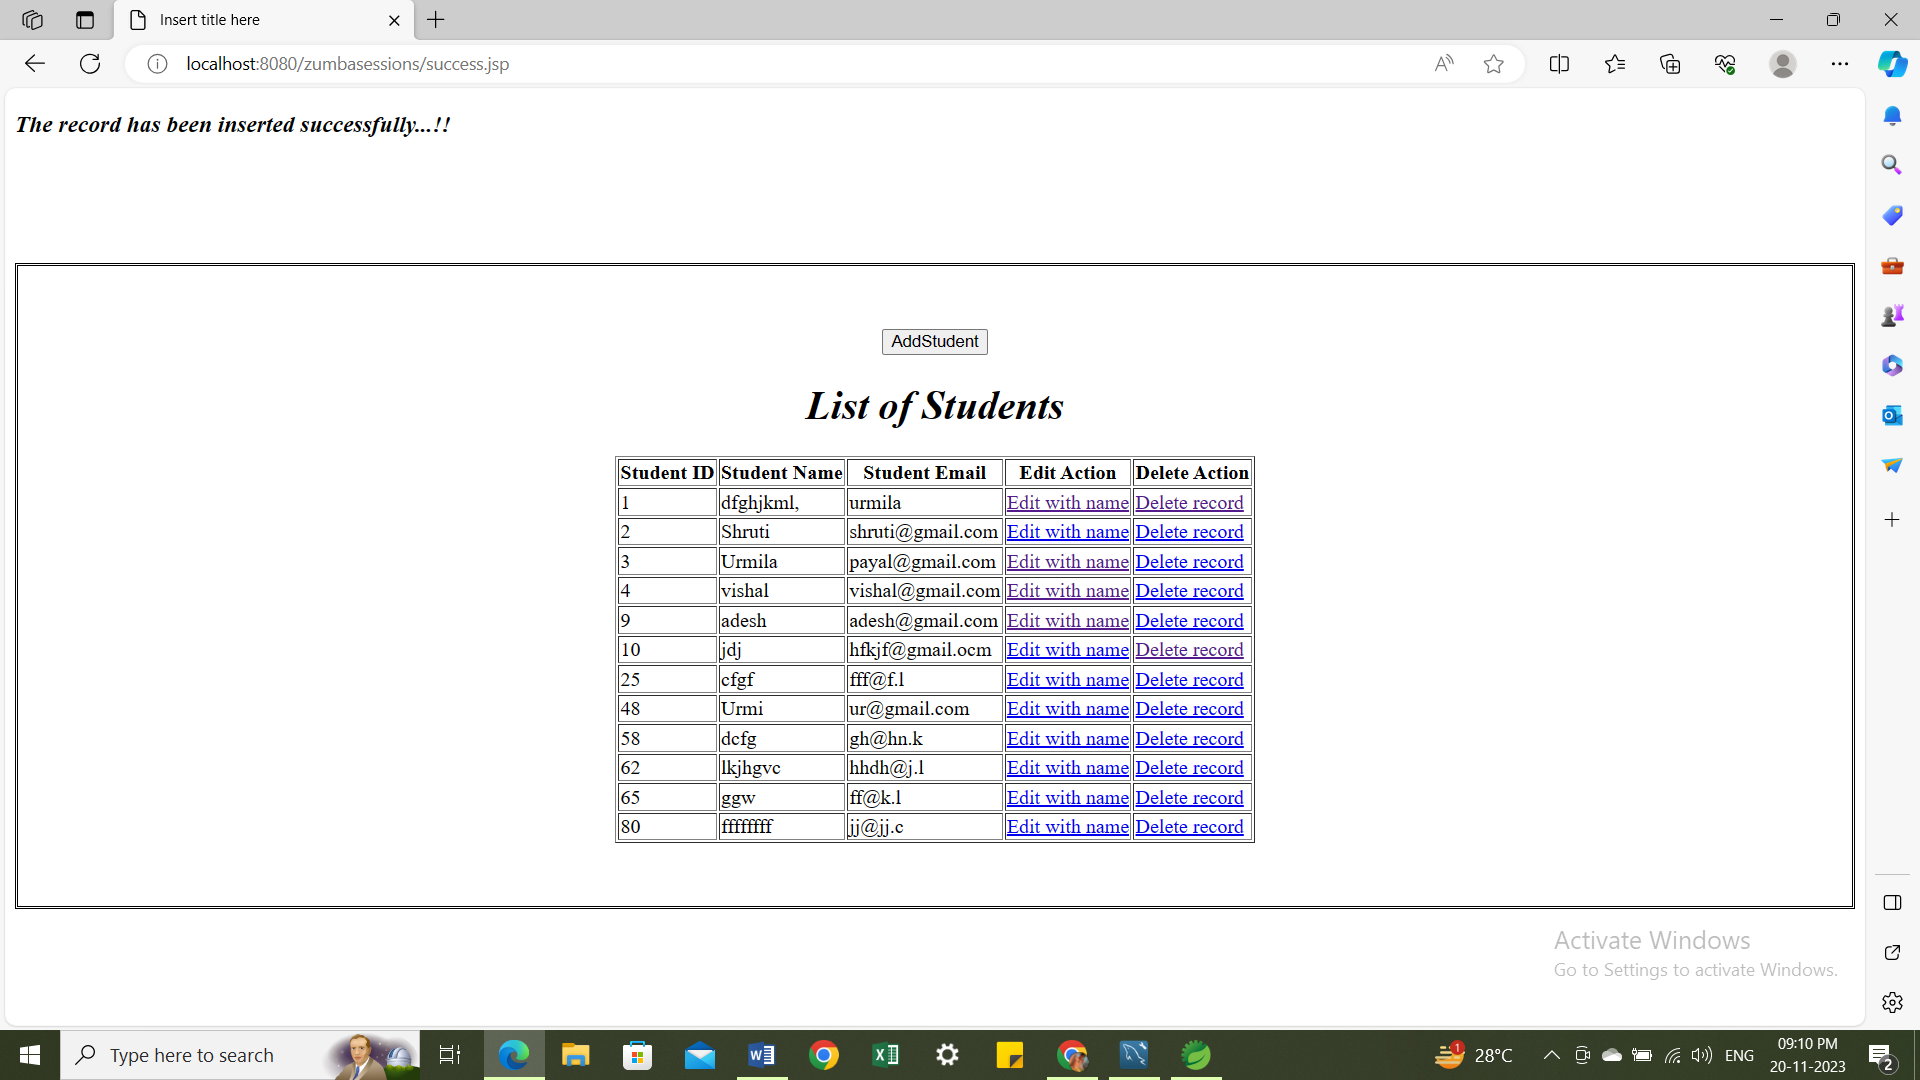 Insert title here
localhost:8080/zumbasessions/success.jsp
The record has been inserted successfully...!!
AddStudent
List of Students
Student ID Student Name Student Email Edit Action Delete Action
1 dfghjkml, urmila Edit with name Delete record
2 Shruti shruti@gmail.com Edit with name Delete record
3 Urmila payal@gmail.com Edit with name Delete record
4 vishal vishal@gmail.com Edit with name Delete record
9 adesh adesh@gmail.com Edit with name Delete record
10 jdj hfkjf@gmail.ocm Edit with name Delete record
25 cfgf fff@f.l Edit with name Delete record
48 Urmi ur@gmail.com Edit with name Delete record
58 dcfg gh@hn.k Edit with name Delete record
62 lkjhgvc hhdh@j.l Edit with name Delete record
65 ggw ff@k.l Edit with name Delete record
80 ffffffff jj@jj.c Edit with name Delete record
Activate Windows
Go to Settings to activate Windows.
Type here to search
1
28°C
ENG
09:10 PM
20-11-2023
2